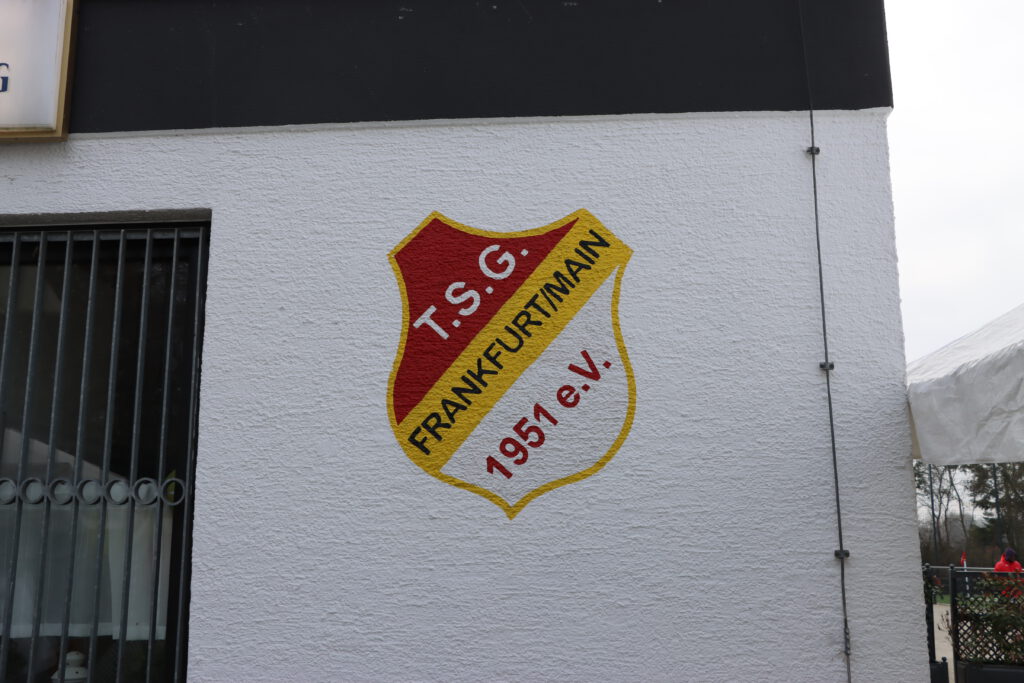 G
T.S.G.
FRANKFURT/MAIN
1951 e.V.